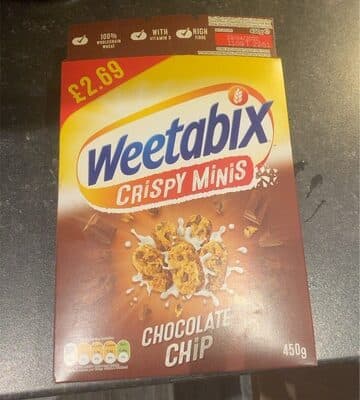 100%
WHOLEGRAIN
WHEAT
WITH
VITAMIN D
HIGH
FIBRE
£2.69
Weetabix
CRISPY MINIS
CHOCOLATE
CHIP
450g